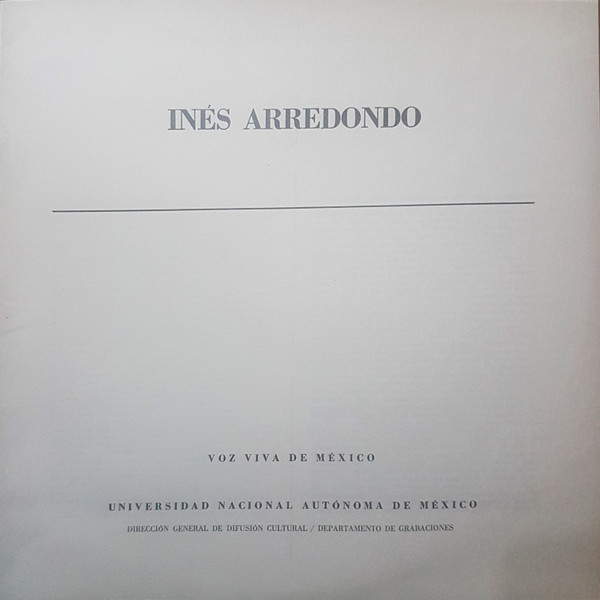 INÉS ARREDONDO
VOZ VIVA DE MÉXICO
UNIVERSIDAD NACIONAL AUTÓNOMA DE MÉXICO
DIRECCIÓN GENERAL DE DIFUSIÓN CULTURAL / DEPARTAMENTO DE GRABACIONES